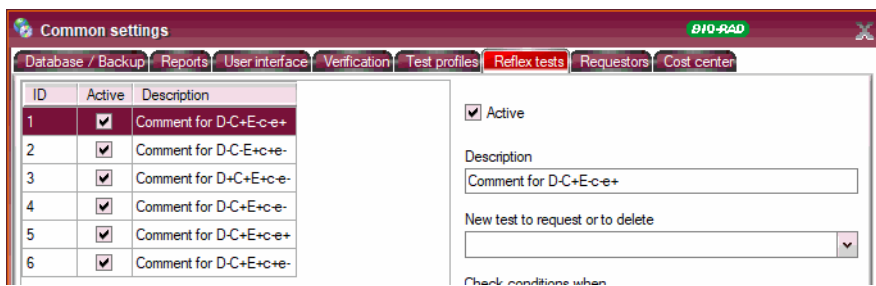 Common settings
BIO-RAD
Database / Backup Reports User interface Verification Test profiles Reflex tests Requestors Cost center
ID Active Description
1 Comment for D-C+E-c-e+
2 Comment for D-C-E+c+e-
3 Comment for D+C+E+c-e-
4 Comment for D-C+E+c-e-
5 Comment for D-C+E+c-e+
6 Comment for D-C+E+c+e-
Active
Description
Comment for D-C+E-c-e+
New test to request or to delete
Check conditions when